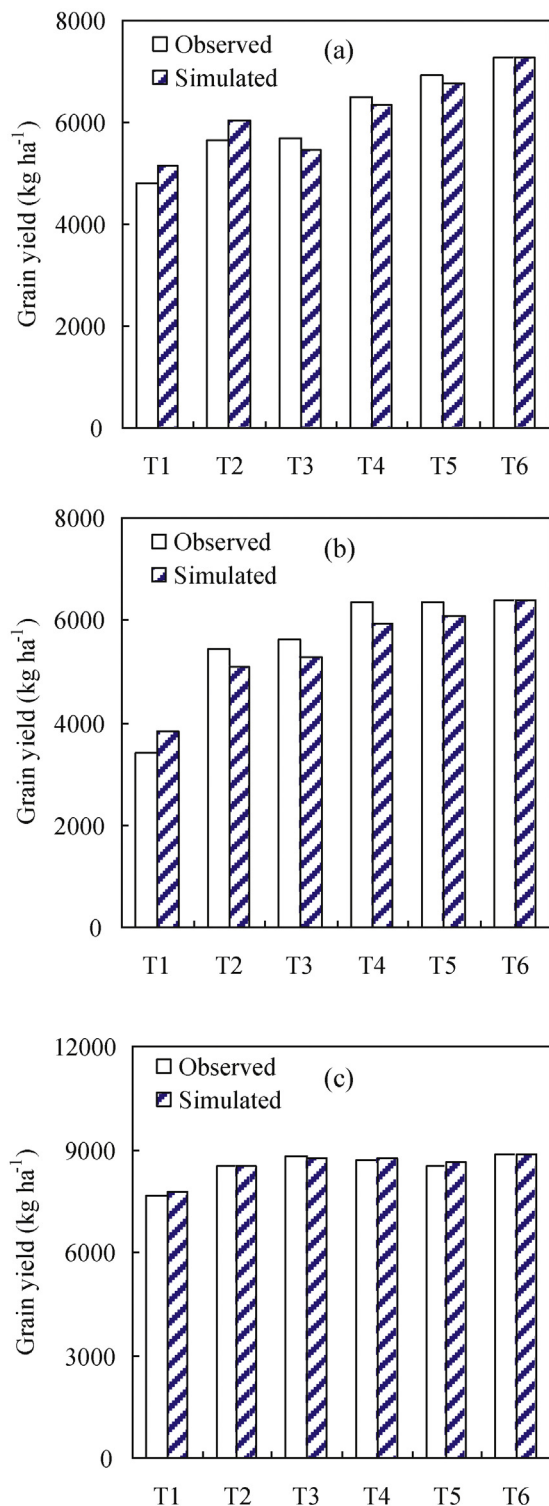 8000
Observed
(a)
Simulated
6000
4000
2000
0
Grain yield (kg ha⁻¹)
T1 T2 T3 T4 T5 T6
8000
Observed
(b)
Simulated
6000
4000
2000
0
Grain yield (kg ha⁻¹)
T1 T2 T3 T4 T5 T6
12000
Observed
(c)
Simulated
9000
6000
3000
0
Grain yield (kg ha⁻¹)
T1 T2 T3 T4 T5 T6